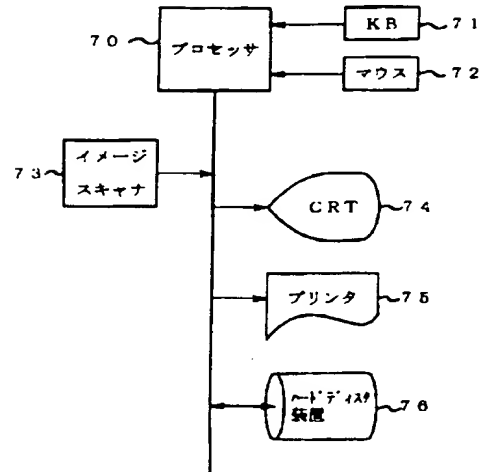 70
プロセッサ
KB
71
マウス
72
73
イメージ
スキャナ
CRT
74
プリンタ
75
ハードディスク
装置
76